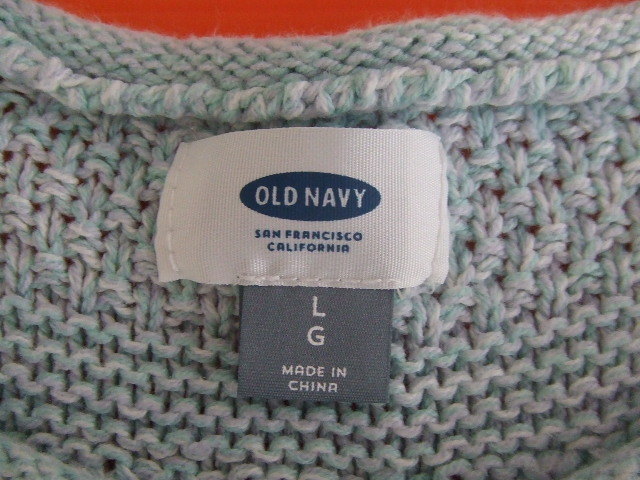 OLD NAVY
SAN FRANCISCO
CALIFORNIA
L
G
MADE IN
CHINA